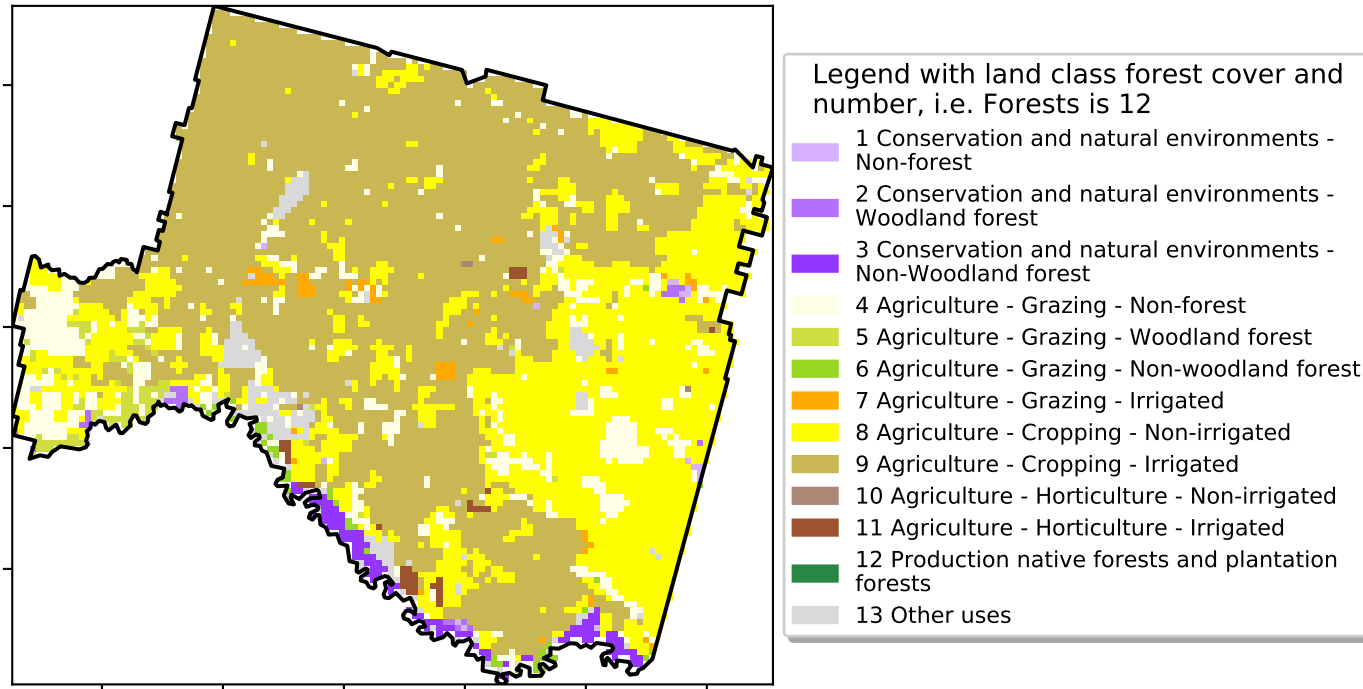 Legend with land class forest cover and
number, i.e. Forests is 12
1 Conservation and natural environments -
Non-forest
2 Conservation and natural environments -
Woodland forest
3 Conservation and natural environments -
Non-Woodland forest
4 Agriculture - Grazing - Non-forest
5 Agriculture - Grazing - Woodland forest
6 Agriculture - Grazing - Non-woodland forest
7 Agriculture - Grazing - Irrigated
8 Agriculture - Cropping - Non-irrigated
9 Agriculture - Cropping - Irrigated
10 Agriculture - Horticulture - Non-irrigated
11 Agriculture - Horticulture - Irrigated
12 Production native forests and plantation
forests
13 Other uses